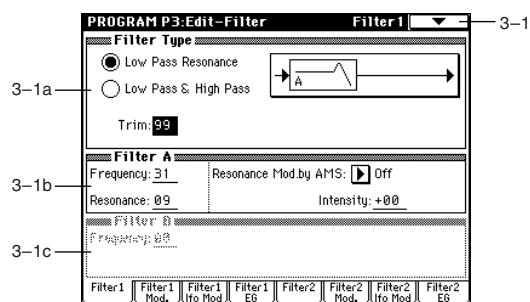 PROGRAM P3:Edit-Filter Filter1
3–1
Filter Type
Low Pass Resonance
A
3–1a
Low Pass & High Pass
Trim:99
Filter A
Frequency:31 Resonance Mod.by AMS: Off
3–1b
Resonance:09 Intensity:+00
Filter B
Frequency:00
3–1c
Filter1 Filter1 Mod. Filter1 lfo Mod Filter1 EG Filter2 Filter2 Mod. Filter2 lfo Mod Filter2 EG